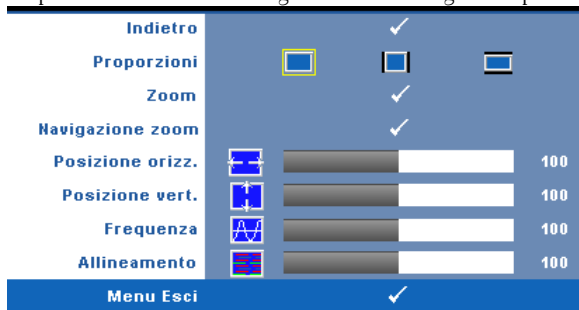 Indietro
Proporzioni
Zoom
Navigazione zoom
Posizione orizz. 100
Posizione vert. 100
Frequenza 100
Allineamento 100
Menu Esci